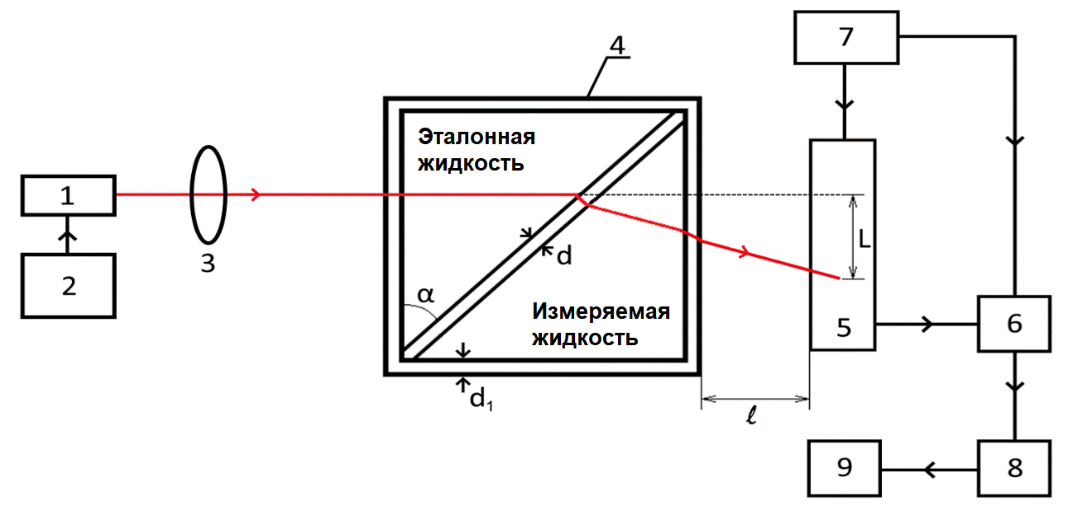 7
4
Эталонная
жидкость
1
3
2
d
L
α
Измеряемая
жидкость
5
6
d₁
ℓ
9
8